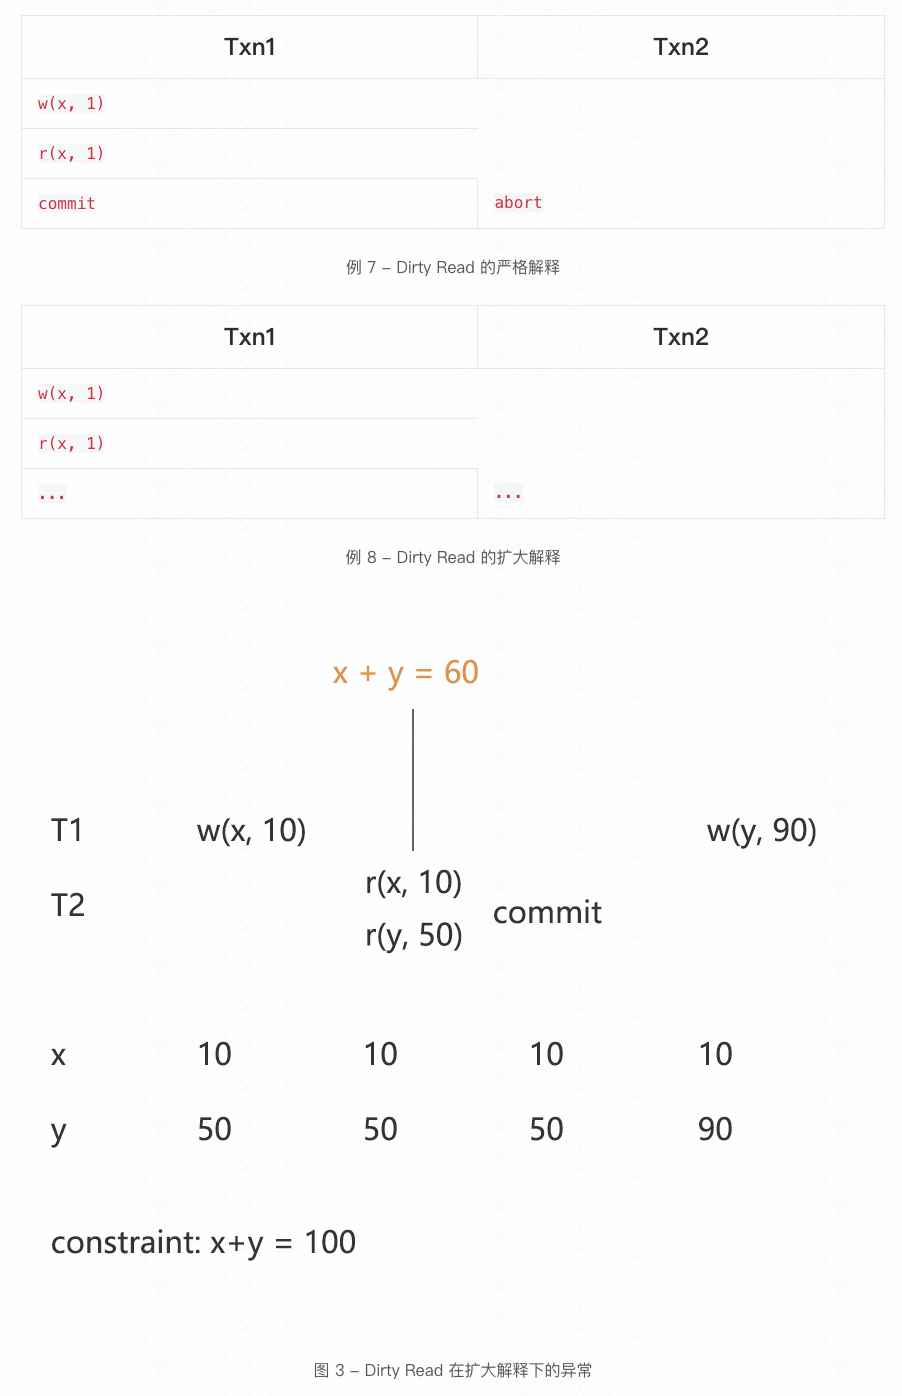 Txn1 Txn2
w(x, 1)
r(x, 1)
commit abort
例 7 – Dirty Read 的严格解释
Txn1 Txn2
w(x, 1)
r(x, 1)
... ...
例 8 – Dirty Read 的扩大解释
x + y = 60
T1 w(x, 10) w(y, 90)
r(x, 10)
T2 commit
r(y, 50)
x 10 10 10 10
y 50 50 50 90
constraint: x+y = 100
图 3 – Dirty Read 在扩大解释下的异常